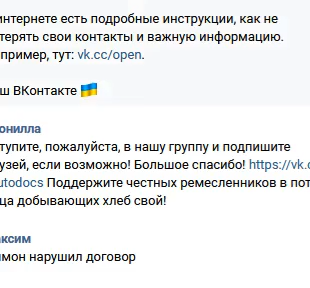 интернете есть подробные инструкции, как не
терять свои контакты и важную информацию.
пример, тут: vk.cc/open.
ш ВКонтакте 🇺🇦
онилла
тупите, пожалуйста, в нашу группу и подпишите
узей, если возможно! Большое спасибо! https://vk.
utodocs Поддержите честных ремесленников в пот
ца добывающих хлеб свой!
ксим
мон нарушил договор